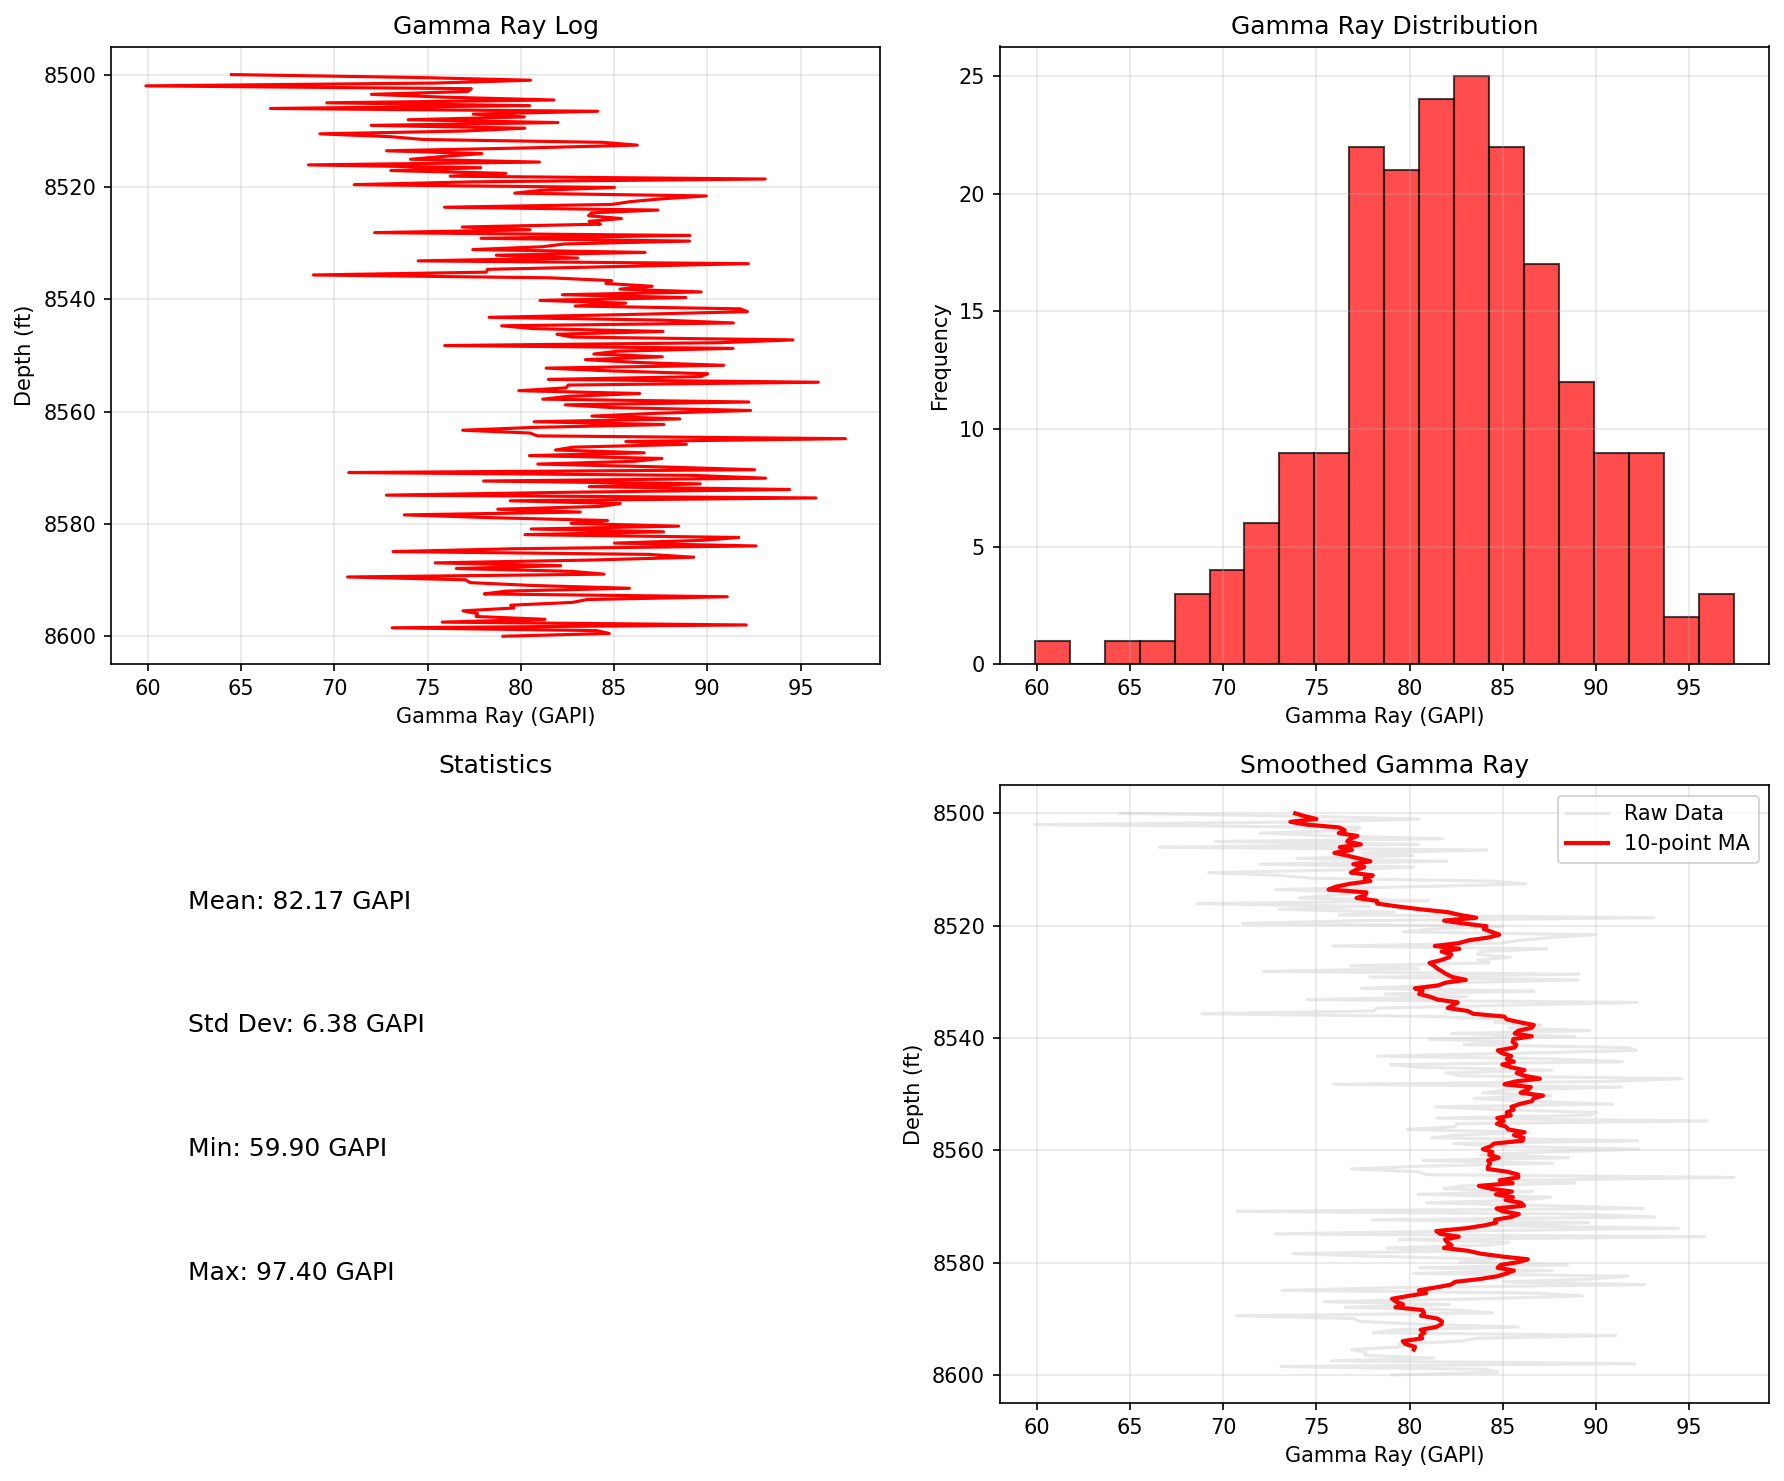 Gamma Ray Log
8500
8520
8540
8560
8580
8600
Depth (ft)
60 65 70 75 80 85 90 95
Gamma Ray (GAPI)
Gamma Ray Distribution
25
20
15
10
5
0
Frequency
60 65 70 75 80 85 90 95
Gamma Ray (GAPI)
Statistics
Mean: 82.17 GAPI
Std Dev: 6.38 GAPI
Min: 59.90 GAPI
Max: 97.40 GAPI
Smoothed Gamma Ray
Raw Data
10-point MA
8500
8520
8540
8560
8580
8600
Depth (ft)
60 65 70 75 80 85 90 95
Gamma Ray (GAPI)